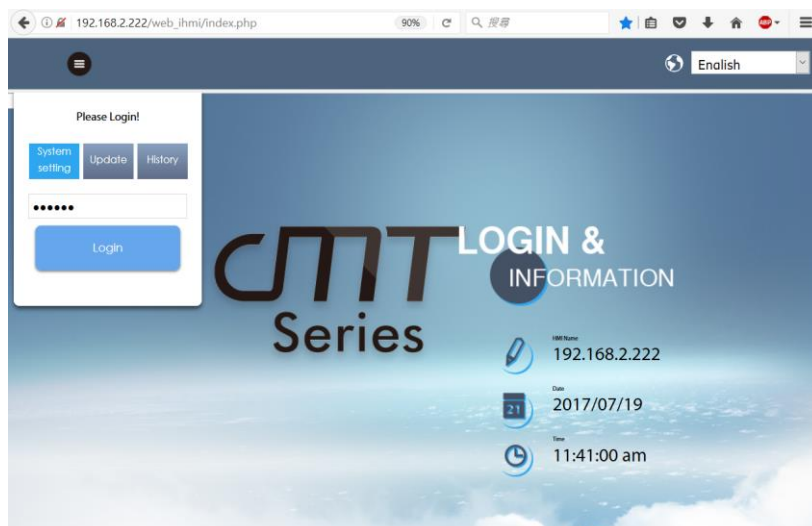 192.168.2.222/web_ihmi/index.php
90%
搜尋
ABP
English
Please Login!
System
setting
Update
History
••••••
Login
cmT
Series
LOGIN &
INFORMATION
HMI Name
192.168.2.222
Date
21
2017/07/19
Time
11:41:00 am